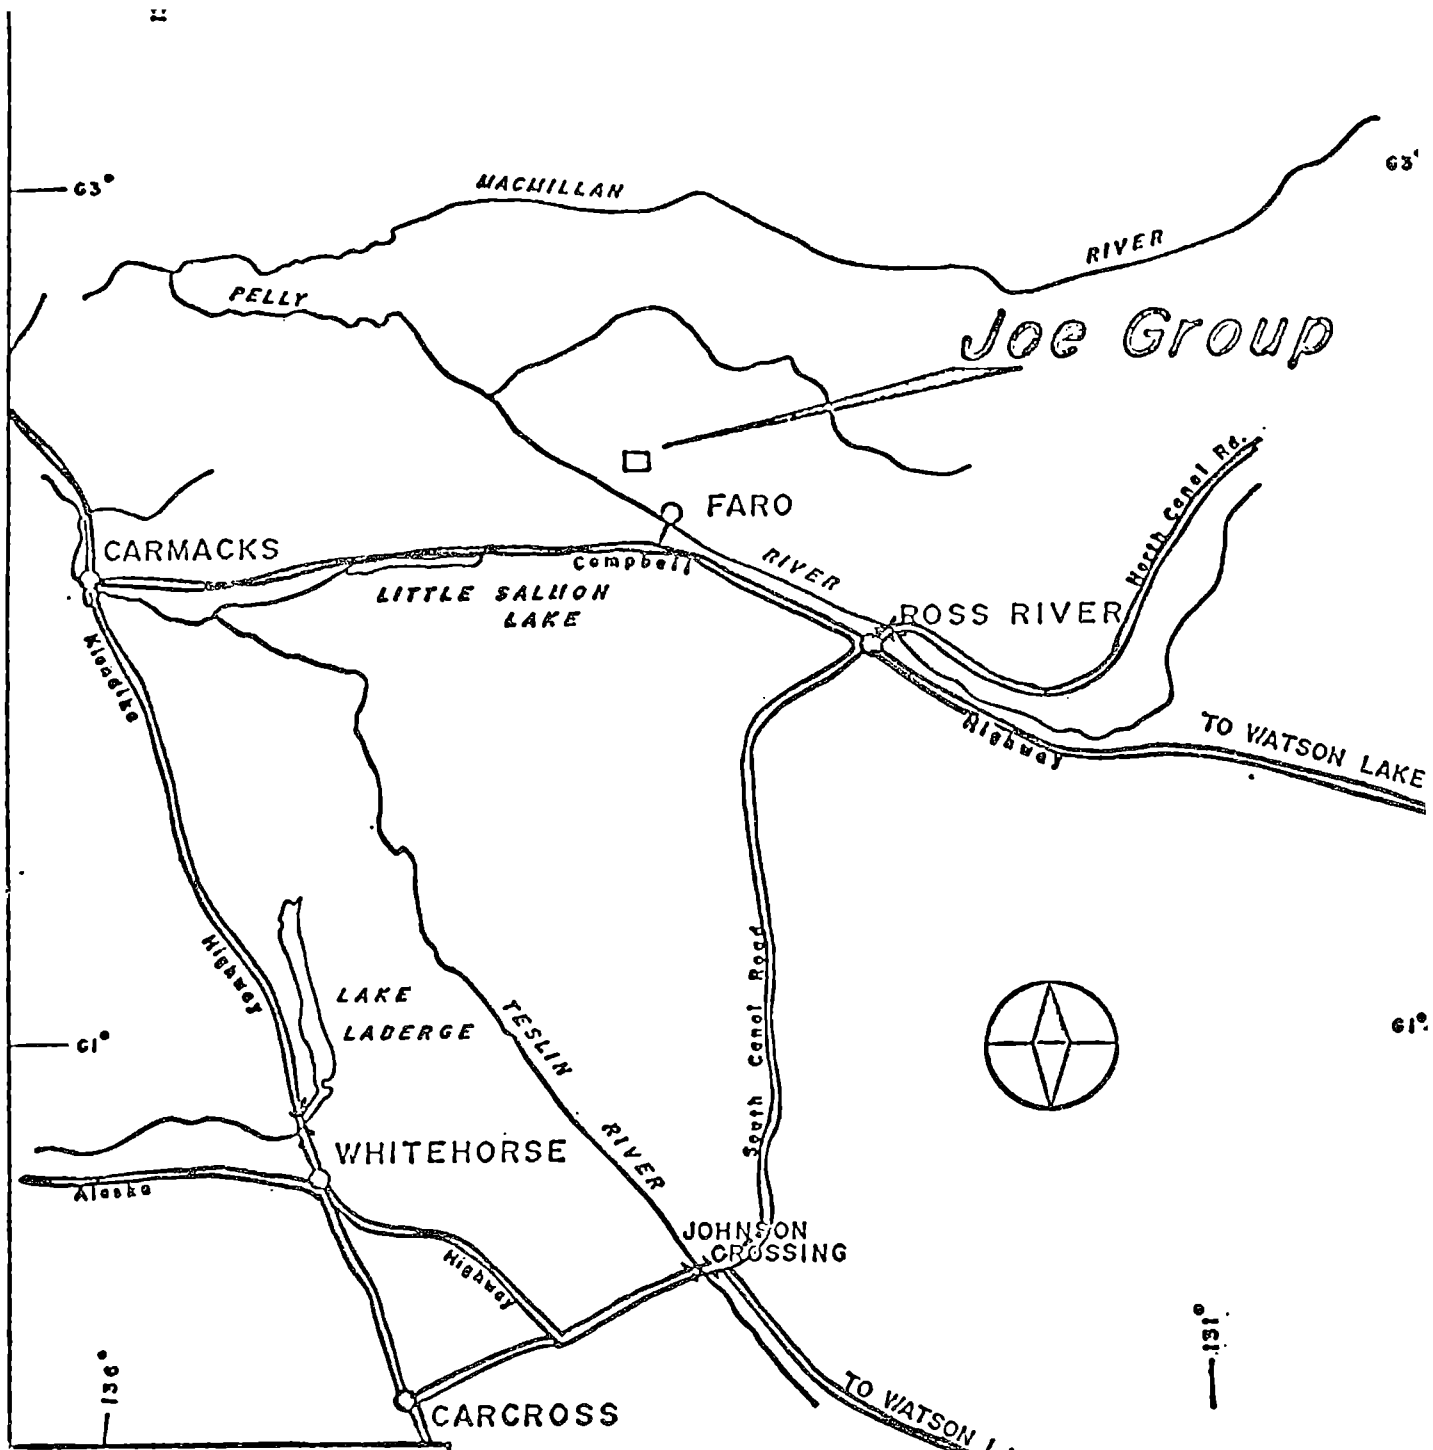 63°
63°
MACMILLAN
RIVER
PELLY
Joe Group
North Canol Rd.
FARO
CARMACKS
Campbell
RIVER
LITTLE SALMON
LAKE
ROSS RIVER
Klondike
Highway
TO WATSON LAKE
Highway
South Canol Road
LAKE
LABERGE
TESLIN
RIVER
61°
61°
WHITEHORSE
Alaska
Highway
JOHNSON
CROSSING
131°
136°
CARCROSS
TO WATSON L